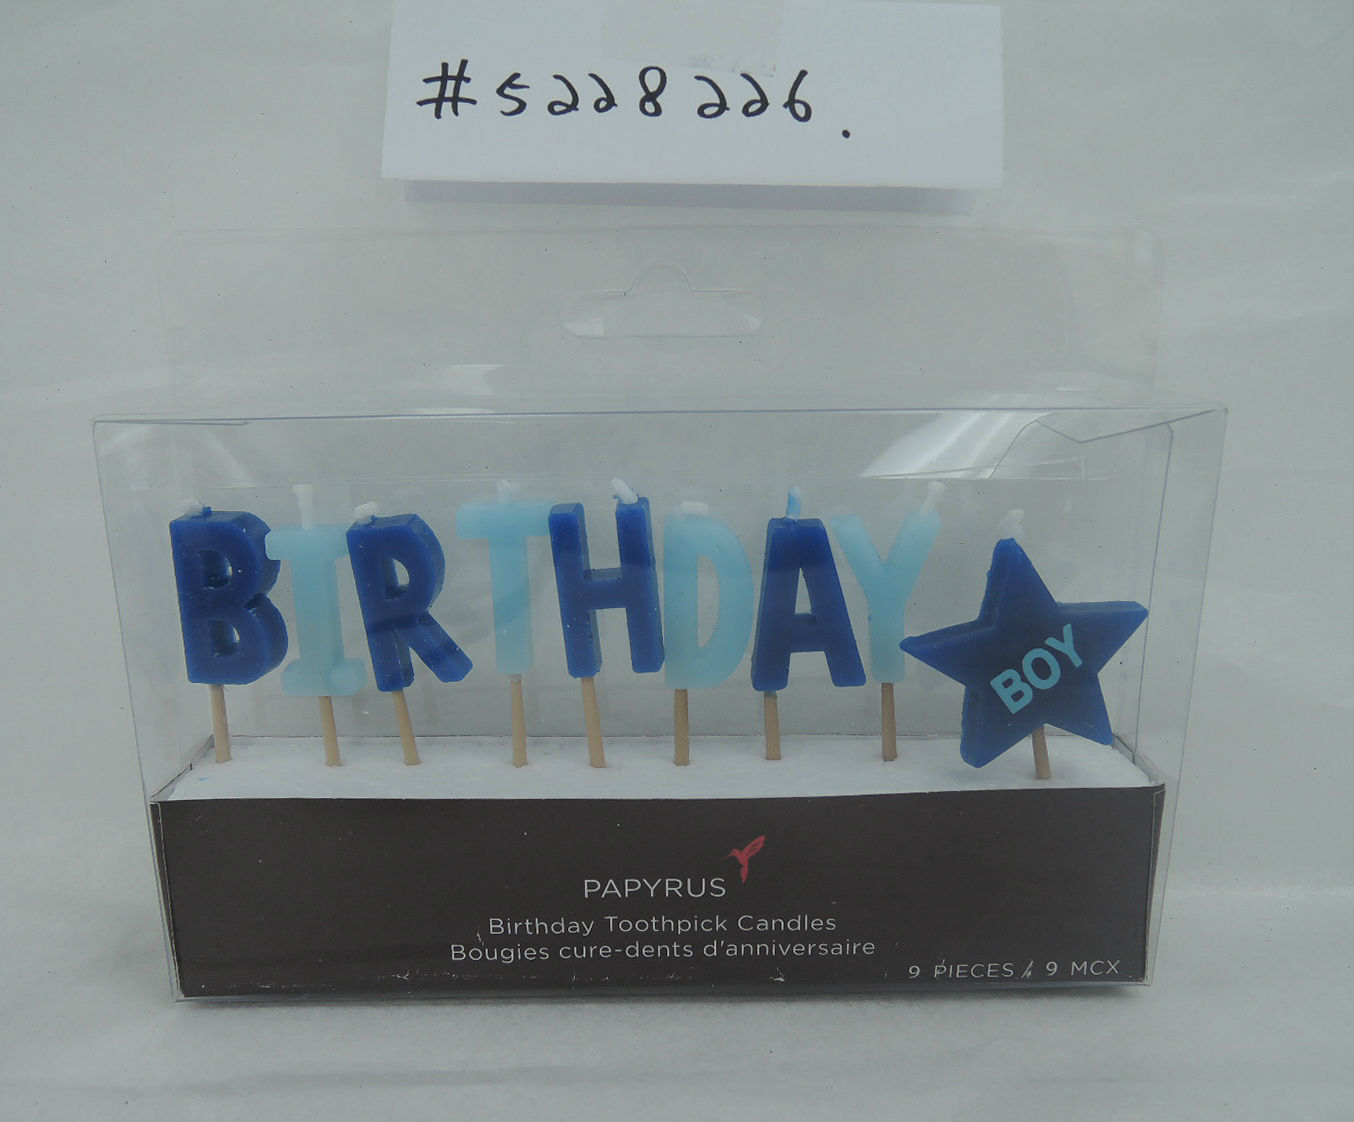 #5228226.
BIRTHDAY
BOY
PAPYRUS
Birthday Toothpick Candles
Bougies cure-dents d'anniversaire
9 PIECES / 9 MCX